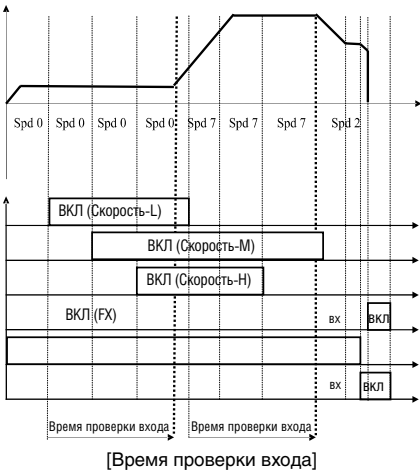 Spd 0 Spd 0 Spd 0 Spd 0 Spd 7 Spd 7 Spd 7 Spd 2
ВКЛ (Скорость-L)
ВКЛ (Скорость-M)
ВКЛ (Скорость-H)
ВКЛ (FX) вх ВКЛ
вх ВКЛ
Время проверки входа Время проверки входа
[Время проверки входа]